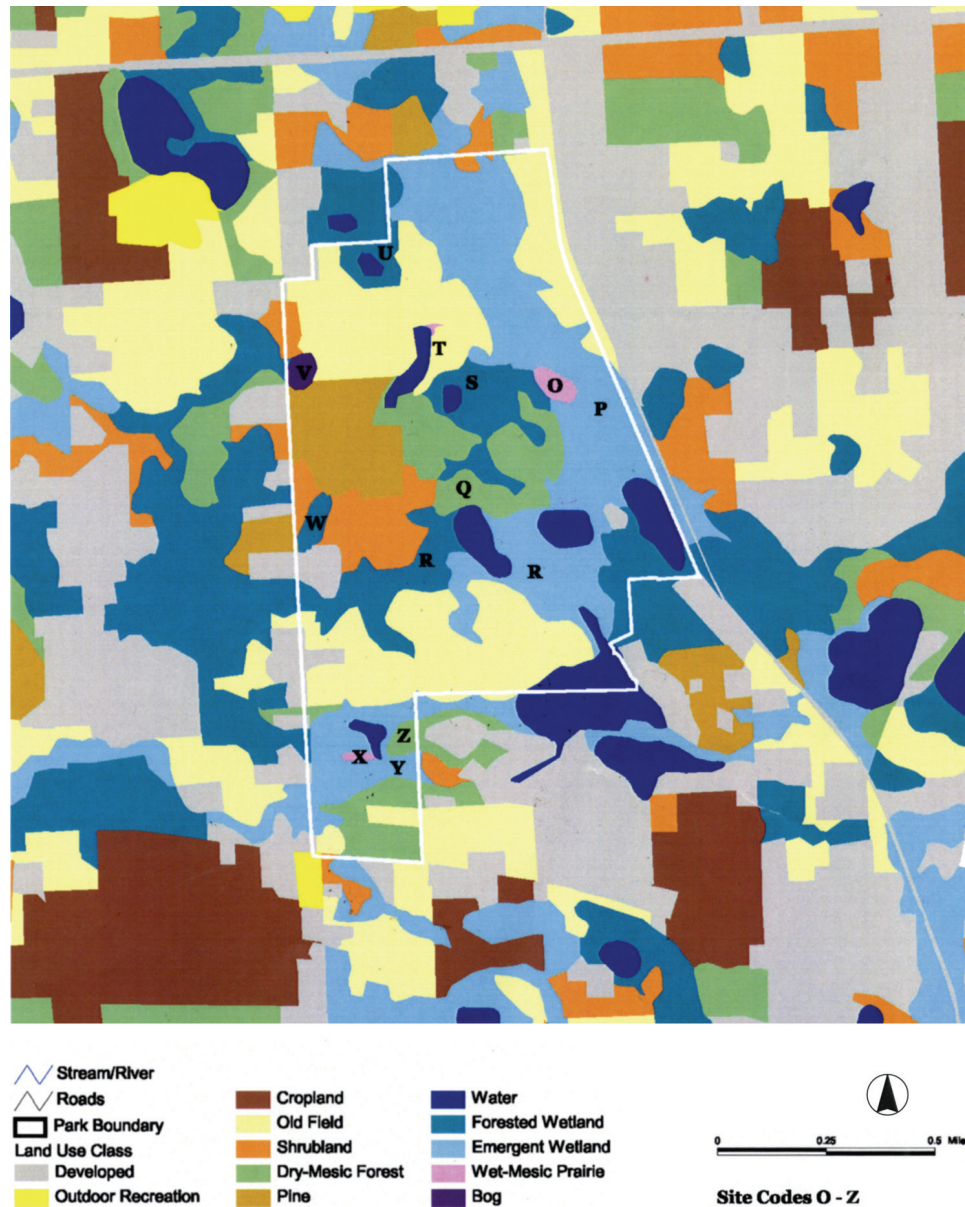 U
T
V
S
O
P
Q
W
R
R
Z
X
Y
Stream/River
Roads
Park Boundary
Land Use Class
Developed
Outdoor Recreation
Cropland
Old Field
Shrubland
Dry-Mesic Forest
Pine
Water
Forested Wetland
Emergent Wetland
Wet-Mesic Prairie
Bog
0 0.25 0.5 Mile
Site Codes O - Z